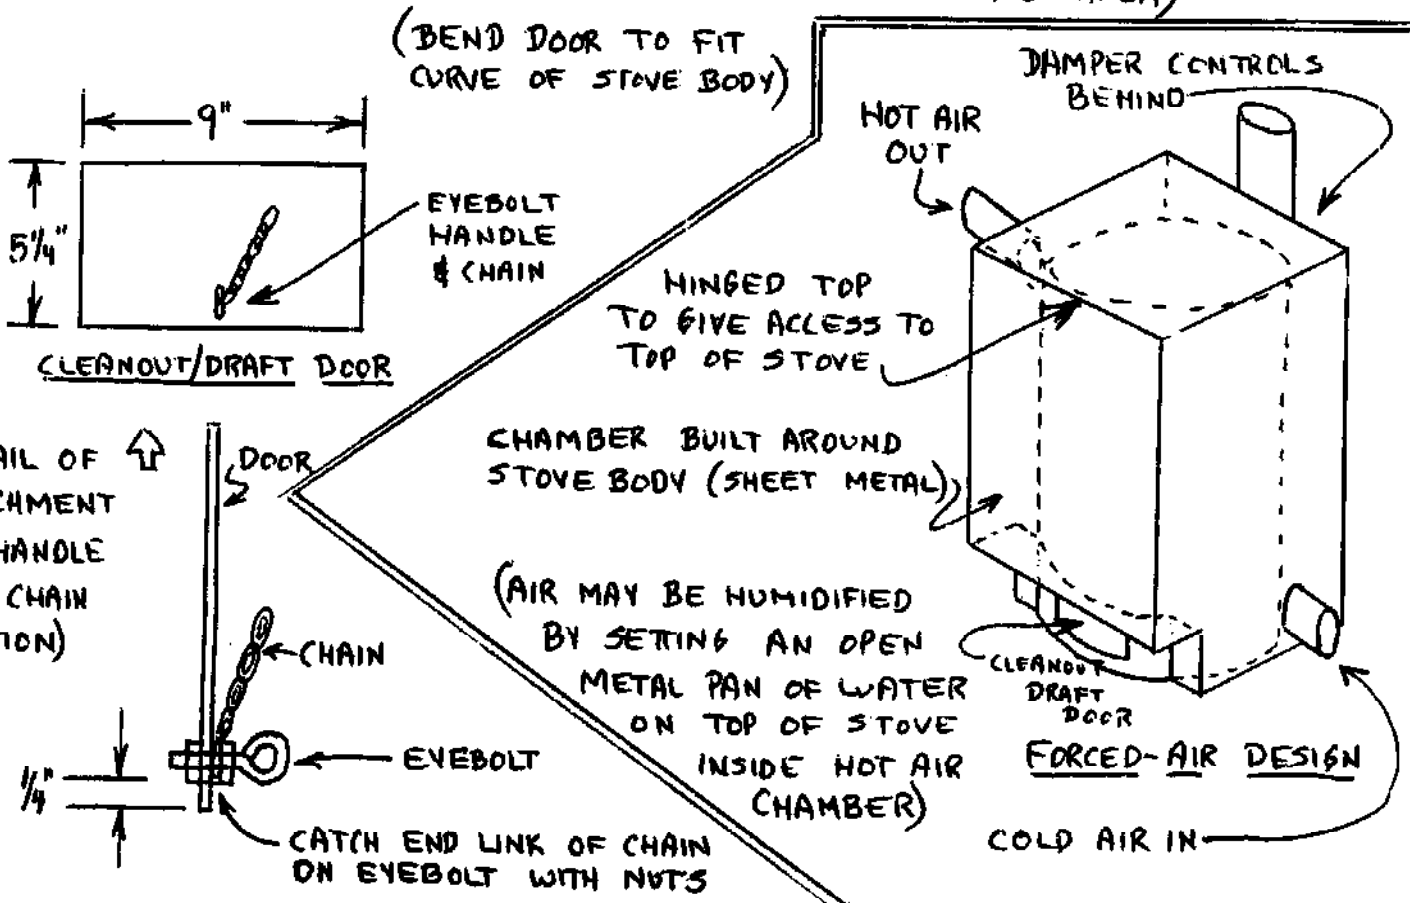 (BEND DOOR TO FIT
CURVE OF STOVE BODY)
9"
5 1/4"
EYEBOLT
HANDLE
& CHAIN
CLEANOUT/DRAFT DOOR
OF
DOOR
HANDLE
CHAIN
CHAIN
EYEBOLT
1/4"
CATCH END LINK OF CHAIN
ON EYEBOLT WITH NUTS
DAMPER CONTROLS
BEHIND
HOT AIR
OUT
HINGED TOP
TO GIVE ACCESS TO
TOP OF STOVE
CHAMBER BUILT AROUND
STOVE BODY (SHEET METAL)
(AIR MAY BE HUMIDIFIED
BY SETTING AN OPEN
METAL PAN OF WATER
ON TOP OF STOVE
INSIDE HOT AIR
CHAMBER)
CLEANOUT
DRAFT
DOOR
FORCED-AIR DESIGN
COLD AIR IN